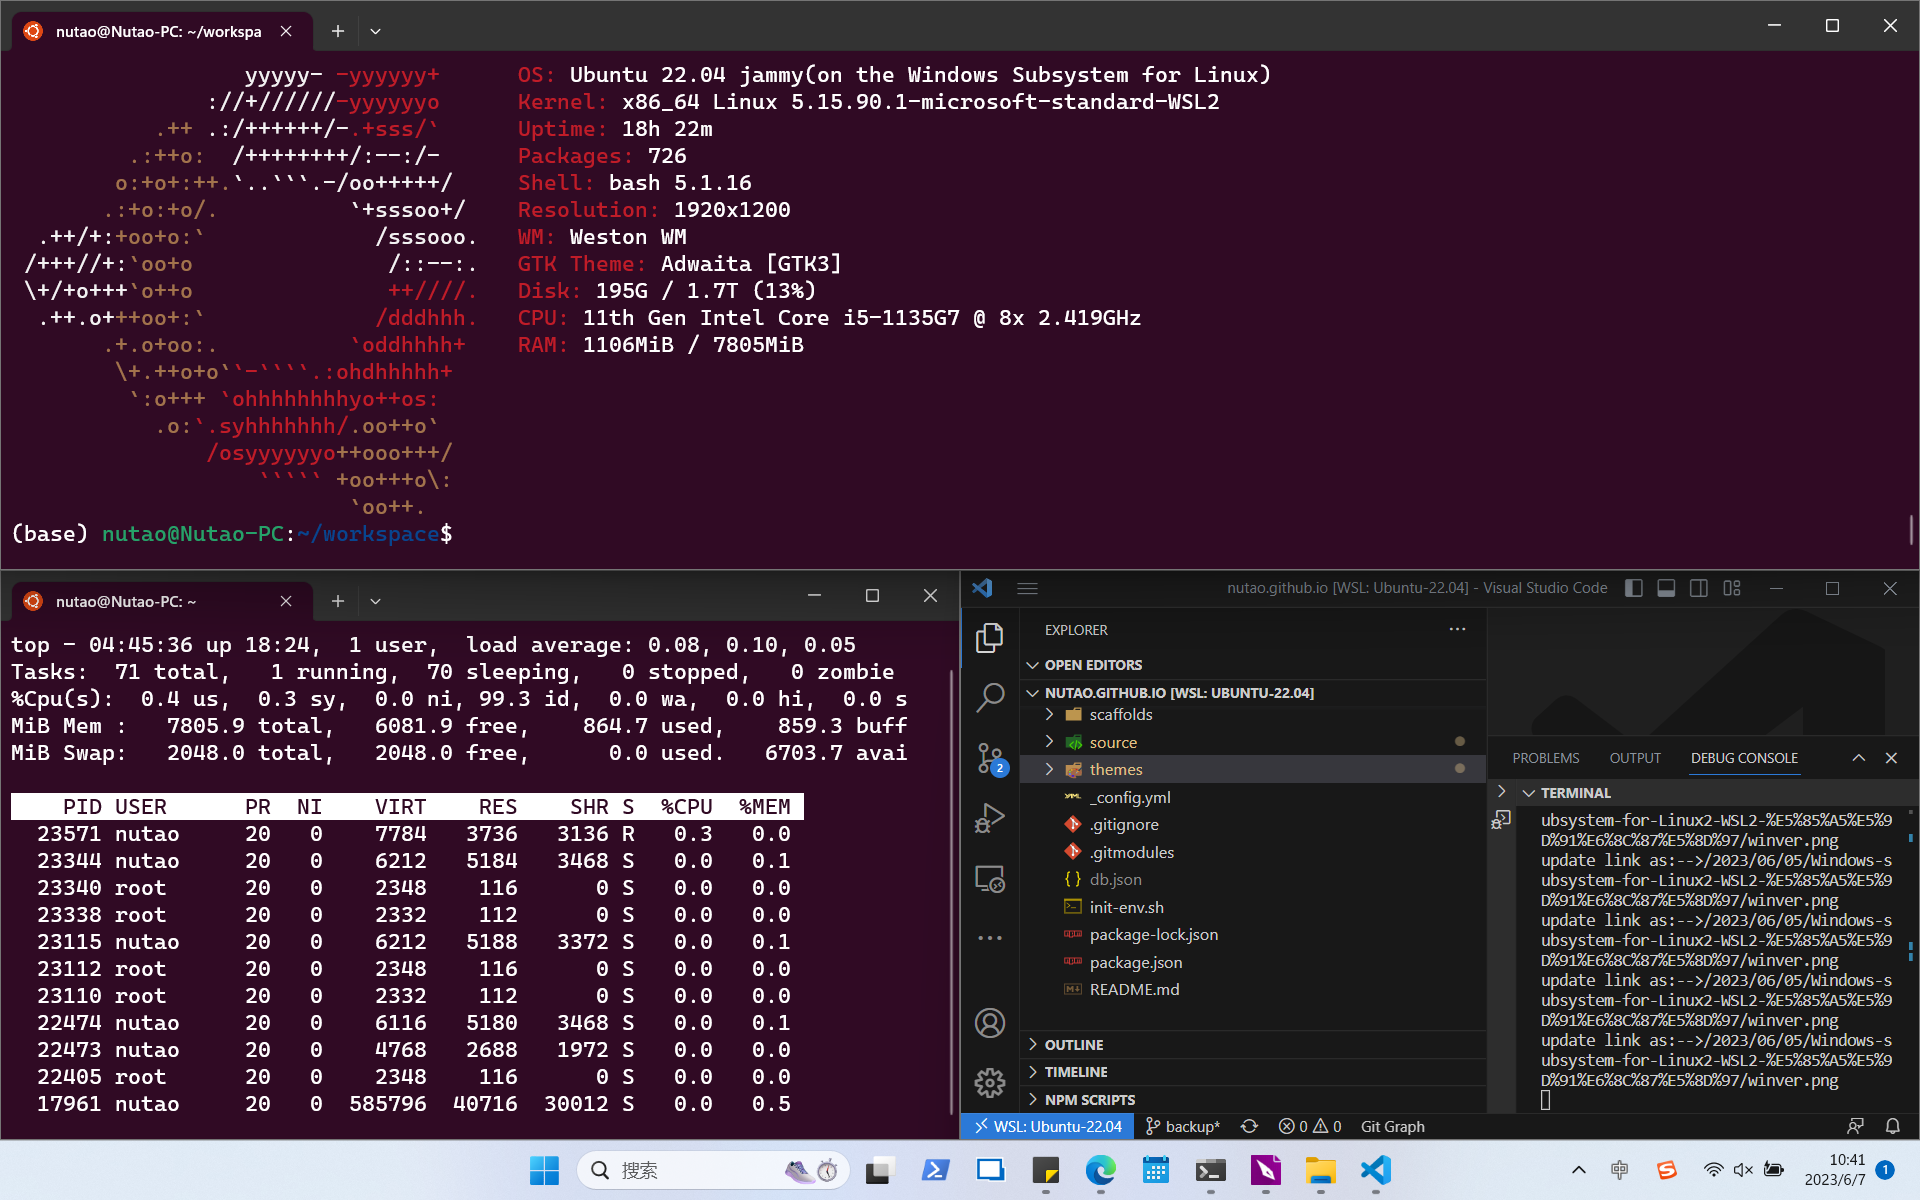 nutao@Nutao-PC: ~/workspa
                  yyyyy- -yyyyyy+     OS: Ubuntu 22.04 jammy(on the Windows Subsystem for Linux)
               ://+//////-yyyyyyo     Kernel: x86_64 Linux 5.15.90.1-microsoft-standard-WSL2
           .++ .:/++++++/-.+sss/`     Uptime: 18h 22m
         .:++o:  /++++++++/:--:/-     Packages: 726
        o:+o+:++.`..```.-/oo+++++/    Shell: bash 5.1.16
       .:+o:+o/.          `+sssoo+/   Resolution: 1920x1200
  .++/+:+oo+o:`             /sssooo.  WM: Weston WM
 /+++//+:`oo+o               /::--:.  GTK Theme: Adwaita [GTK3]
 \+/+o+++`o++o               ++////.  Disk: 195G / 1.7T (13%)
  .++.o+++oo+:`             /dddhhh.  CPU: 11th Gen Intel Core i5-1135G7 @ 8x 2.419GHz
       .+.o+oo:.          `oddhhhh+   RAM: 1106MiB / 7805MiB
        \+.++o+o``-````.:ohdhhhhh+
         `:o+++ `ohhhhhhhhyo++os:
           .o:`.syhhhhhhh/.oo++o`
               /osyyyyyyo++ooo+++/
                   ````` +oo+++o\:
                          `oo++.
(base) nutao@Nutao-PC:~/workspace$
nutao@Nutao-PC: ~
top - 04:45:36 up 18:24,  1 user,  load average: 0.08, 0.10, 0.05
Tasks:  71 total,   1 running,  70 sleeping,   0 stopped,   0 zombie
%Cpu(s):  0.4 us,  0.3 sy,  0.0 ni, 99.3 id,  0.0 wa,  0.0 hi,  0.0 s
MiB Mem :   7805.9 total,   6081.9 free,    864.7 used,    859.3 buff
MiB Swap:   2048.0 total,   2048.0 free,      0.0 used.   6703.7 avai
PID USER      PR  NI    VIRT    RES    SHR S  %CPU  %MEM
23571 nutao     20   0    7784   3736   3136 R   0.3   0.0
23344 nutao     20   0    6212   5184   3468 S   0.0   0.1
23340 root      20   0    2348    116      0 S   0.0   0.0
23338 root      20   0    2332    112      0 S   0.0   0.0
23115 nutao     20   0    6212   5188   3372 S   0.0   0.1
23112 root      20   0    2348    116      0 S   0.0   0.0
23110 root      20   0    2332    112      0 S   0.0   0.0
22474 nutao     20   0    6116   5180   3468 S   0.0   0.1
22473 nutao     20   0    4768   2688   1972 S   0.0   0.0
22405 root      20   0    2348    116      0 S   0.0   0.0
17961 nutao     20   0  585796  40716  30012 S   0.0   0.5
nutao.github.io [WSL: Ubuntu-22.04] - Visual Studio Code
EXPLORER
OPEN EDITORS
NUTAO.GITHUB.IO [WSL: UBUNTU-22.04]
scaffolds
source
themes
_config.yml
.gitignore
.gitmodules
db.json
init-env.sh
package-lock.json
package.json
README.md
OUTLINE
TIMELINE
NPM SCRIPTS
2
PROBLEMS OUTPUT DEBUG CONSOLE
TERMINAL
ubsystem-for-Linux2-WSL2-%E5%85%A5%E5%9
D%91%E6%8C%87%E5%8D%97/winver.png
update link as:-->/2023/06/05/Windows-s
ubsystem-for-Linux2-WSL2-%E5%85%A5%E5%9
D%91%E6%8C%87%E5%8D%97/winver.png
update link as:-->/2023/06/05/Windows-s
ubsystem-for-Linux2-WSL2-%E5%85%A5%E5%9
D%91%E6%8C%87%E5%8D%97/winver.png
update link as:-->/2023/06/05/Windows-s
ubsystem-for-Linux2-WSL2-%E5%85%A5%E5%9
D%91%E6%8C%87%E5%8D%97/winver.png
update link as:-->/2023/06/05/Windows-s
ubsystem-for-Linux2-WSL2-%E5%85%A5%E5%9
D%91%E6%8C%87%E5%8D%97/winver.png
WSL: Ubuntu-22.04 backup* 0 0 Git Graph
搜索
中
10:41
2023/6/7
1